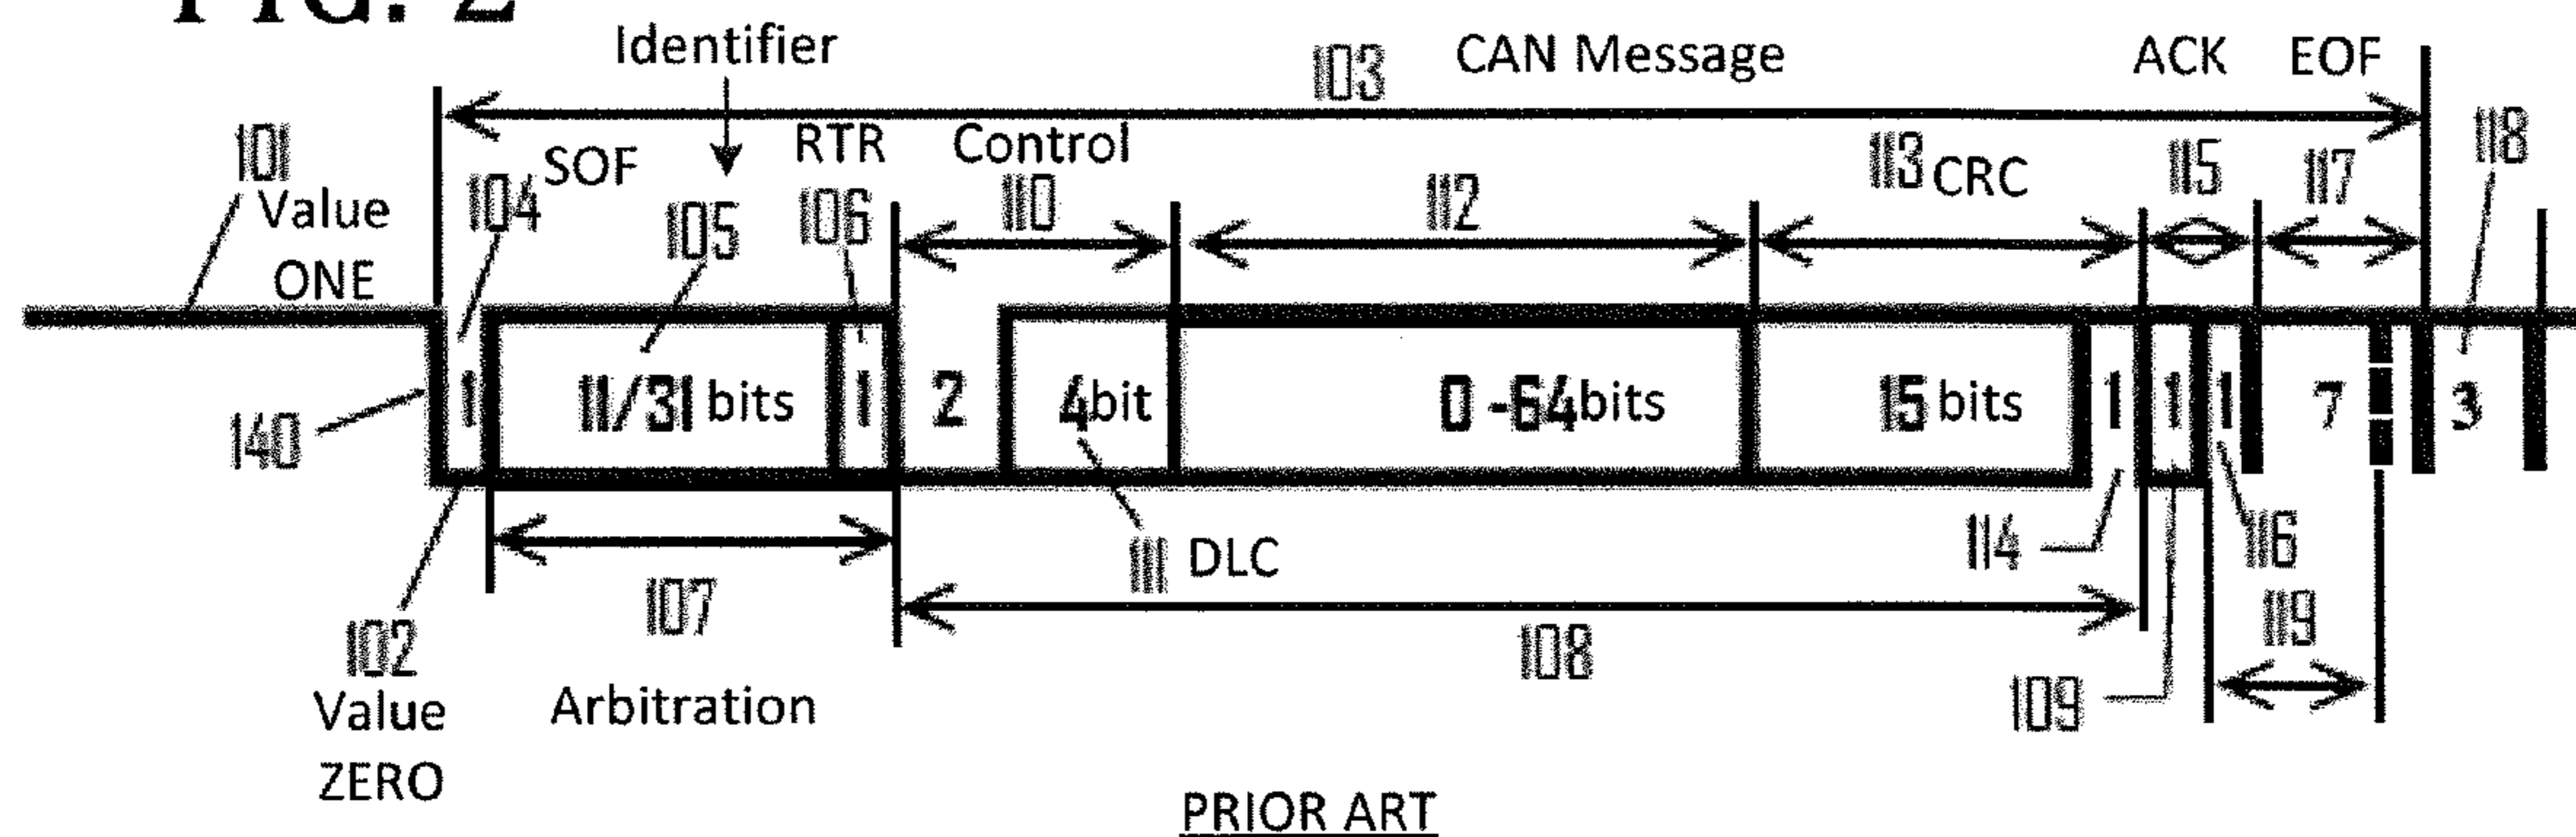 FIG. 2
Identifier
103
CAN Message
ACK
EOF
101
Value
ONE
104
SOF
105
RTR
106
Control
110
112
113 CRC
115
117
118
140
1
11/31 bits
1
2
4bit
0-64bits
15 bits
1
1
1
7
3
102
Value
ZERO
107
Arbitration
111 DLC
108
114
109
116
119
PRIOR ART